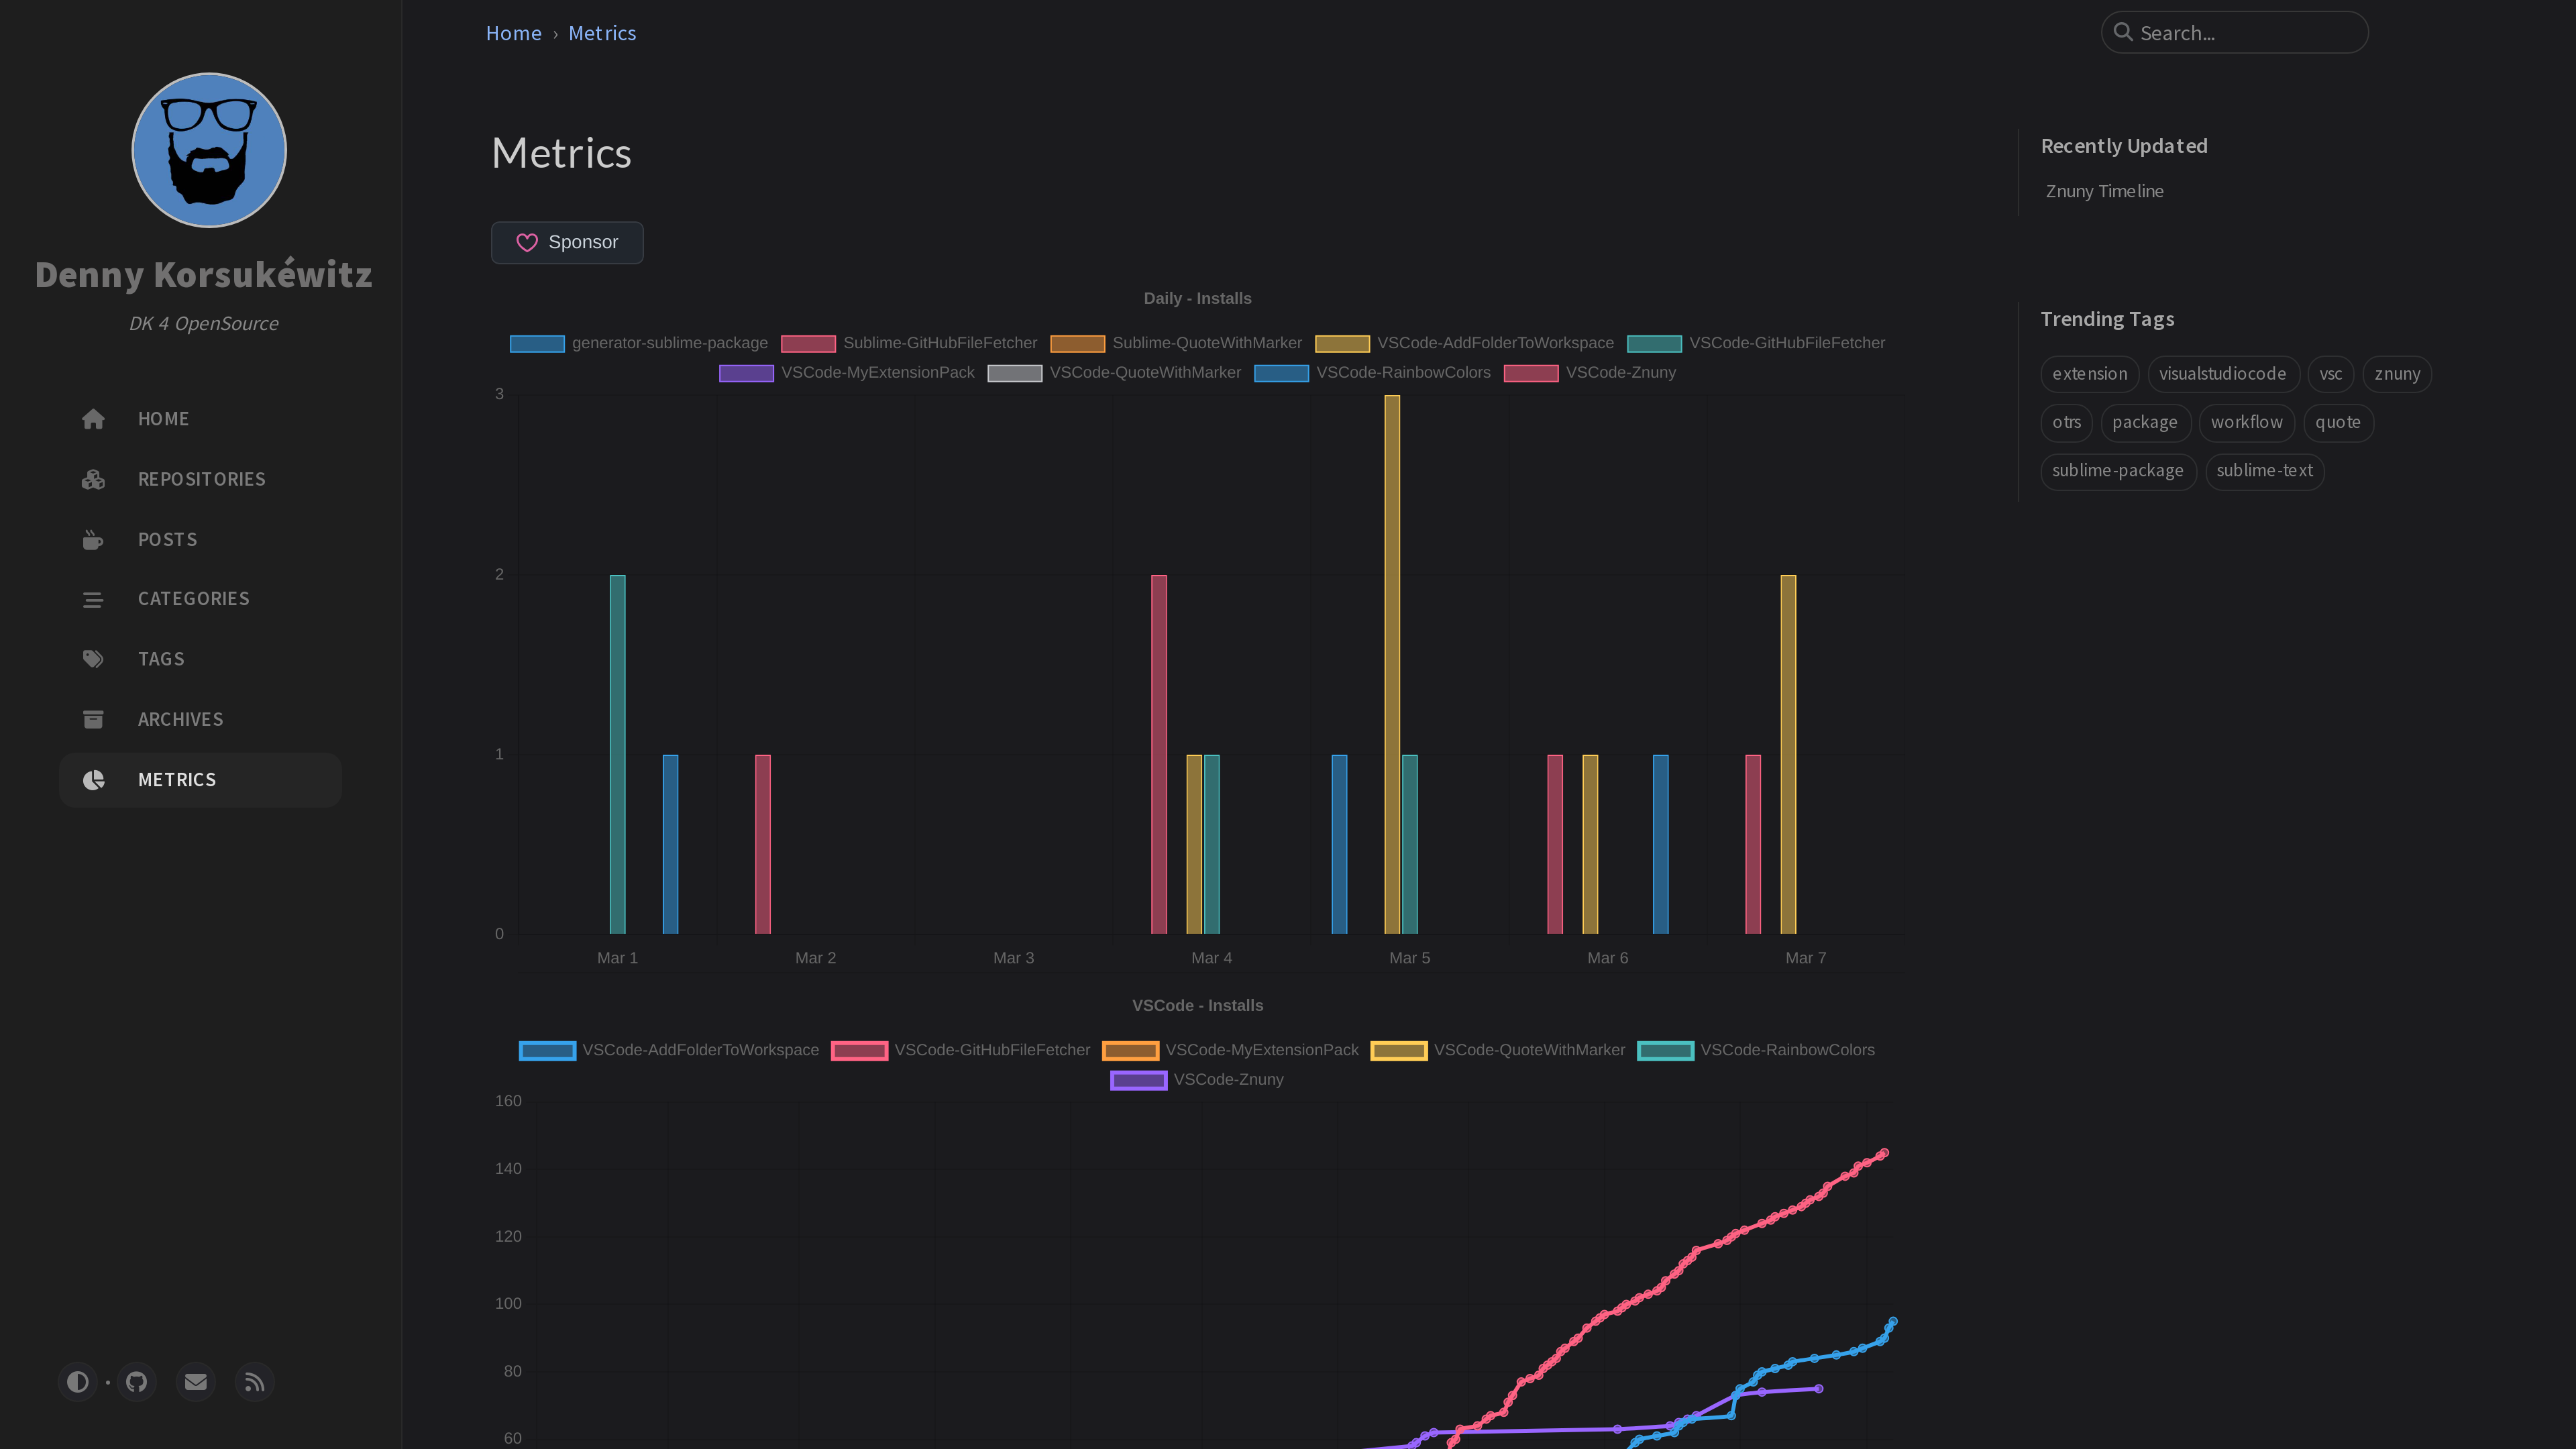 Denny Korsukéwitz
DK 4 OpenSource
HOME
REPOSITORIES
POSTS
CATEGORIES
TAGS
ARCHIVES
METRICS
Home › Metrics
Search...
Metrics
Sponsor
Daily - Installs
generator-sublime-package Sublime-GitHubFileFetcher Sublime-QuoteWithMarker VSCode-AddFolderToWorkspace VSCode-GitHubFileFetcher
VSCode-MyExtensionPack VSCode-QuoteWithMarker VSCode-RainbowColors VSCode-Znuny
3
2
1
0
Mar 1 Mar 2 Mar 3 Mar 4 Mar 5 Mar 6 Mar 7
VSCode - Installs
VSCode-AddFolderToWorkspace VSCode-GitHubFileFetcher VSCode-MyExtensionPack VSCode-QuoteWithMarker VSCode-RainbowColors
VSCode-Znuny
160
140
120
100
80
60
Recently Updated
Znuny Timeline
Trending Tags
extension visualstudiocode vsc znuny
otrs package workflow quote
sublime-package sublime-text